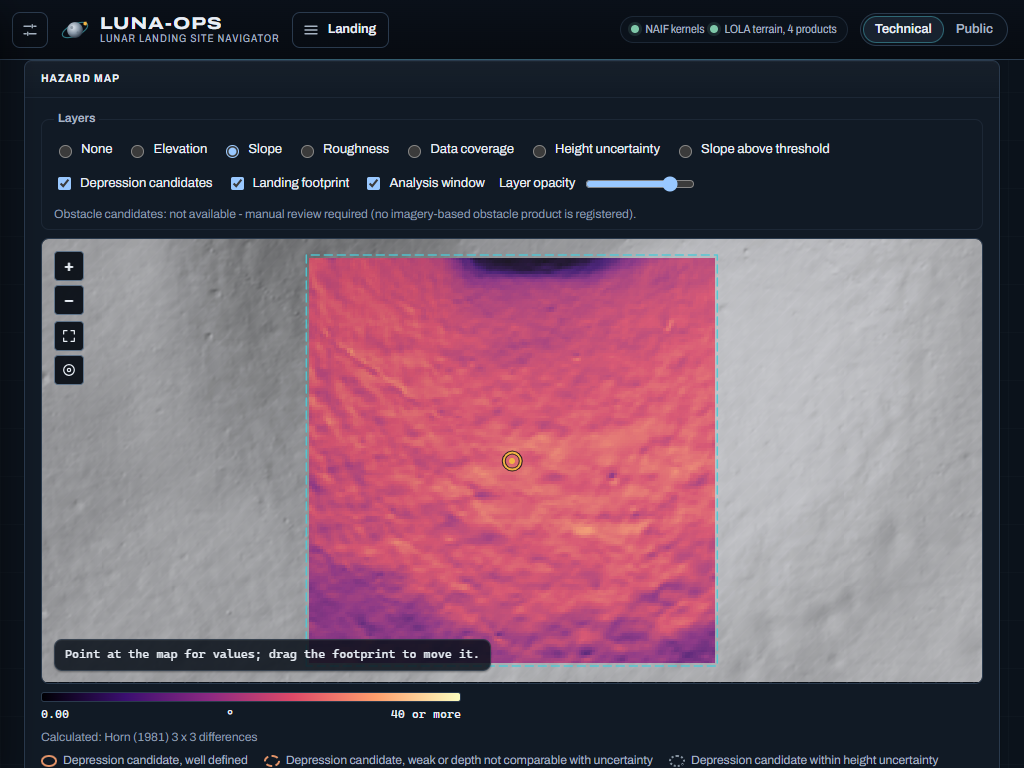 LUNA-OPS
LUNAR LANDING SITE NAVIGATOR
Landing
NAIF kernels LOLA terrain, 4 products
Technical Public
HAZARD MAP
Layers
None Elevation Slope Roughness Data coverage Height uncertainty Slope above threshold
Depression candidates Landing footprint Analysis window Layer opacity
Obstacle candidates: not available - manual review required (no imagery-based obstacle product is registered).
+
−
Point at the map for values; drag the footprint to move it.
0.00 ° 40 or more
Calculated: Horn (1981) 3 x 3 differences
Depression candidate, well defined Depression candidate, weak or depth not comparable with uncertainty Depression candidate within height uncertainty